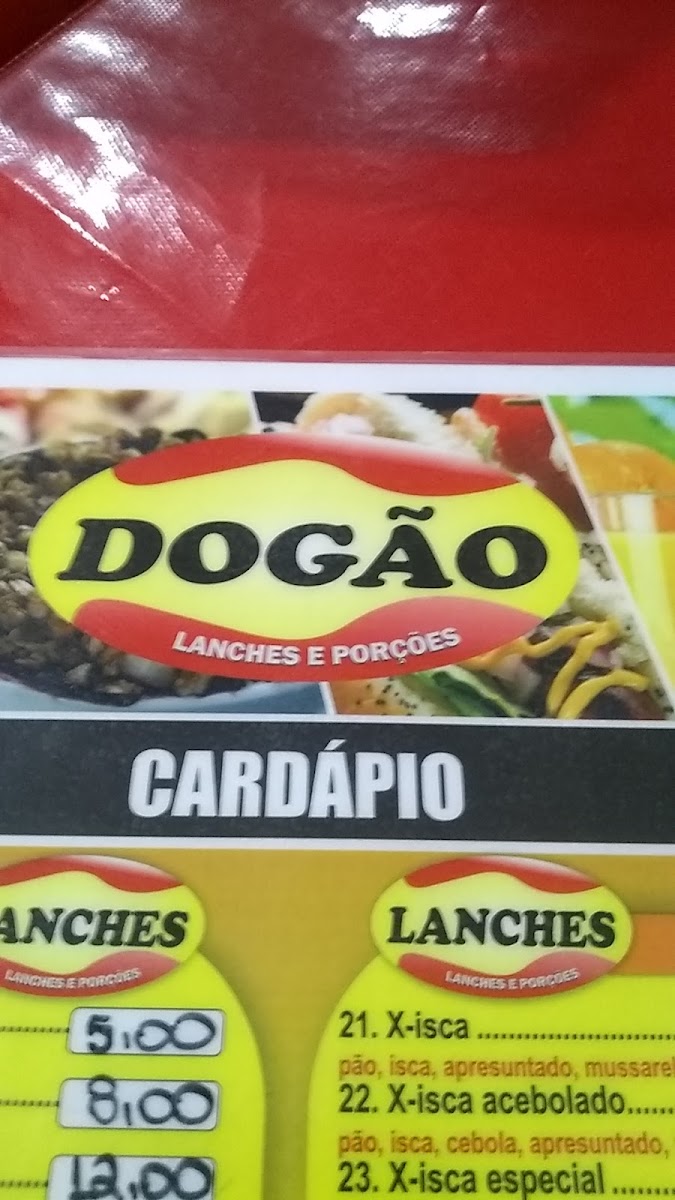 DOGÃO
LANCHES E PORÇÕES
CARDÁPIO
ANCHES
LANCHES E PORÇÕES
5,00
8,00
12,00
LANCHES
LANCHES E PORÇÕES
21. X-isca
pão, isca, apresuntado, mussarel
22. X-isca acebolado
pão, isca, cebola, apresuntado,
23. X-isca especial